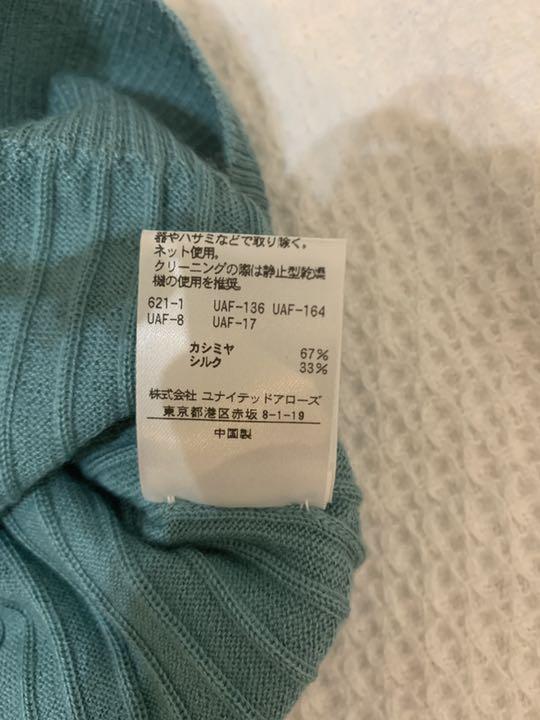 器やハサミなどで取り除く。
ネット使用。
クリーニングの際は静止型乾燥
機の使用を推奨。
621-1 UAF-136 UAF-164
UAF-8 UAF-17
カシミヤ 67%
シルク 33%
株式会社 ユナイテッドアローズ
東京都港区赤坂 8-1-19
中国製